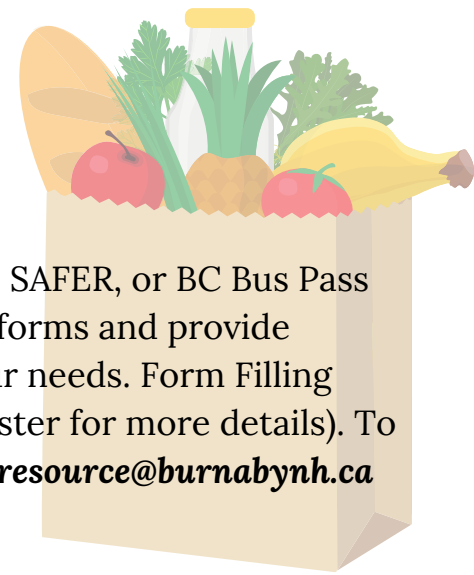 SAFER, or BC Bus Pass
forms and provide
r needs. Form Filling
ster for more details). To
resource@burnabynh.ca